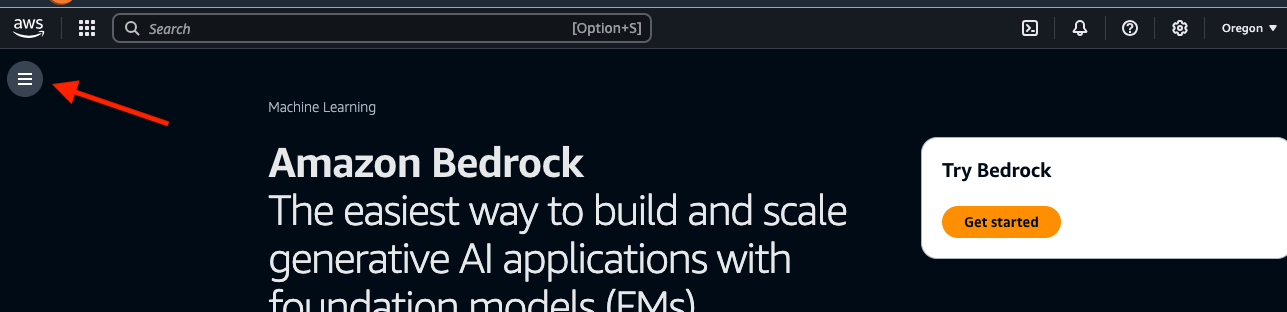 aws
Search [Option+S] Oregon
Machine Learning
Amazon Bedrock
The easiest way to build and scale
generative AI applications with
foundation models (FMs)
Try Bedrock
Get started